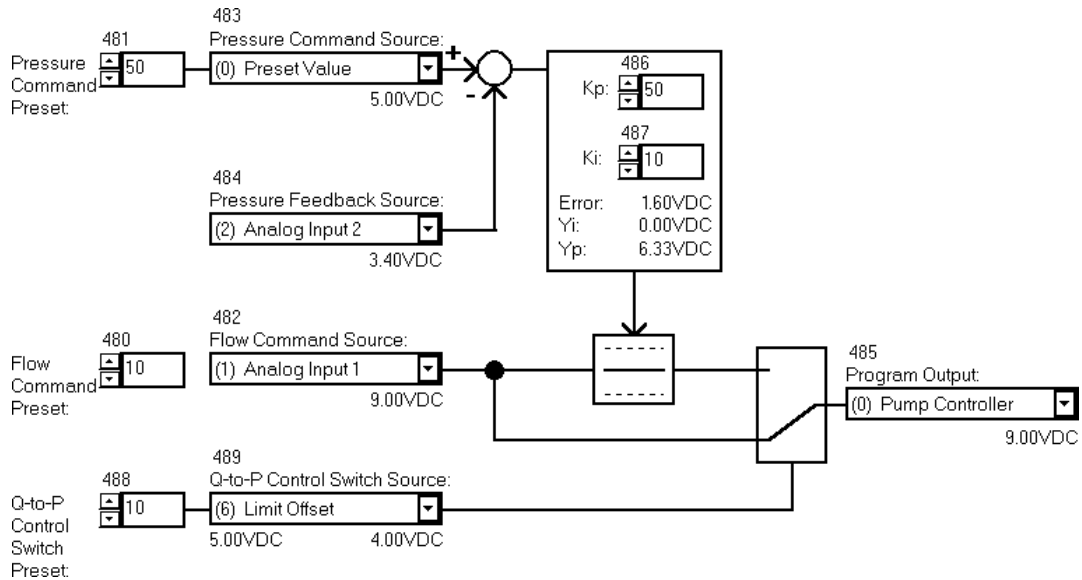 483
481
Pressure Command Source:
Pressure
Command
Preset:
50
(0) Preset Value
+
-
5.00VDC
486
Kp:
50
487
Ki:
10
Error: 1.60VDC
Yi: 0.00VDC
Yp: 6.33VDC
484
Pressure Feedback Source:
(2) Analog Input 2
3.40VDC
482
480
Flow Command Source:
Flow
Command
Preset:
10
(1) Analog Input 1
9.00VDC
485
Program Output:
(0) Pump Controller
9.00VDC
489
488
Q-to-P Control Switch Source:
Q-to-P
Control
Switch
Preset:
10
(6) Limit Offset
5.00VDC 4.00VDC